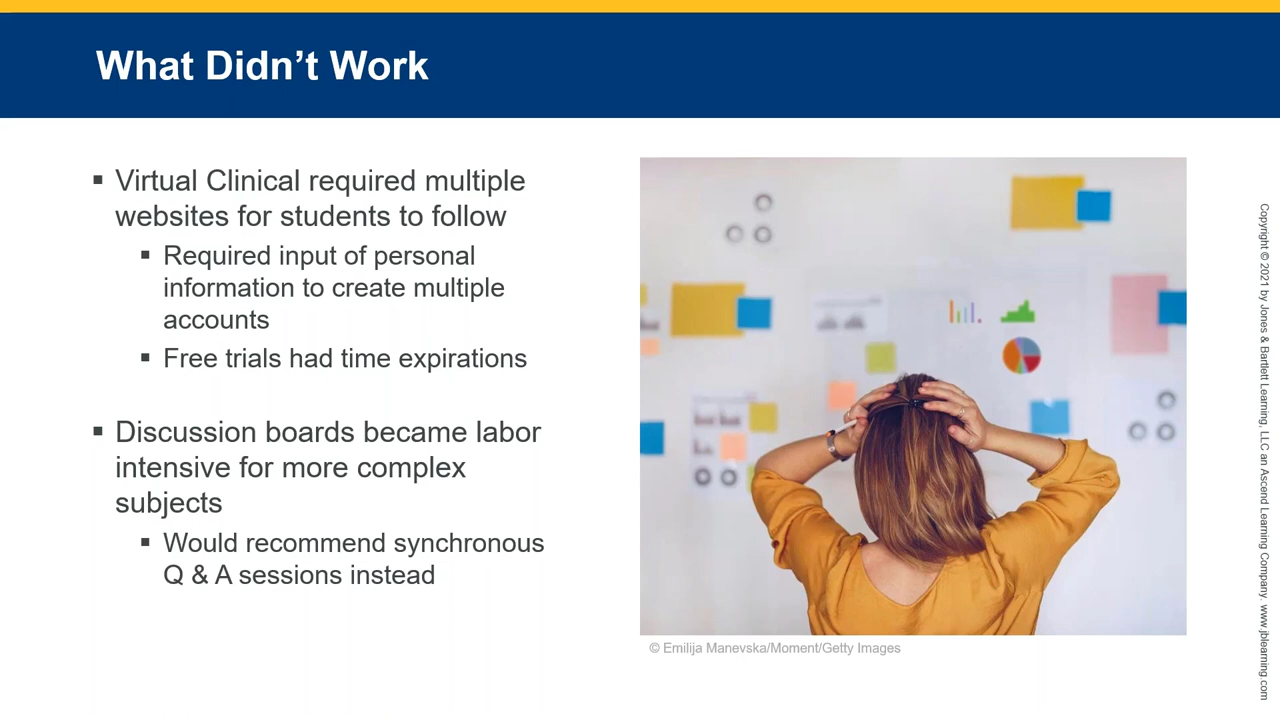 What Didn’t Work
▪ Virtual Clinical required multiple
websites for students to follow
▪ Required input of personal
information to create multiple
accounts
▪ Free trials had time expirations
▪ Discussion boards became labor
intensive for more complex
subjects
▪ Would recommend synchronous
Q & A sessions instead
© Emilija Manevska/Moment/Getty Images
Copyright © 2021 by Jones & Bartlett Learning, LLC an Ascend Learning Company. www.jblearning.com